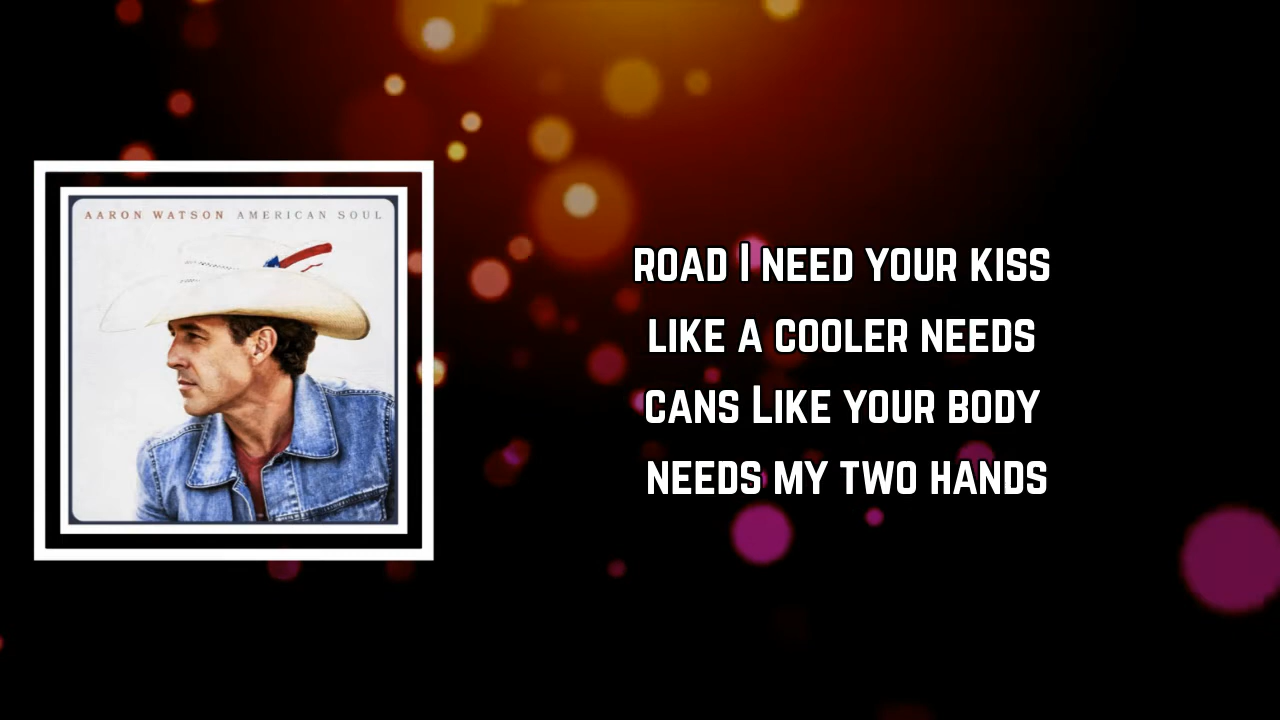 AARON WATSON AMERICAN SOUL
ROAD I NEED YOUR KISS
LIKE A COOLER NEEDS
CANS LIKE YOUR BODY
NEEDS MY TWO HANDS